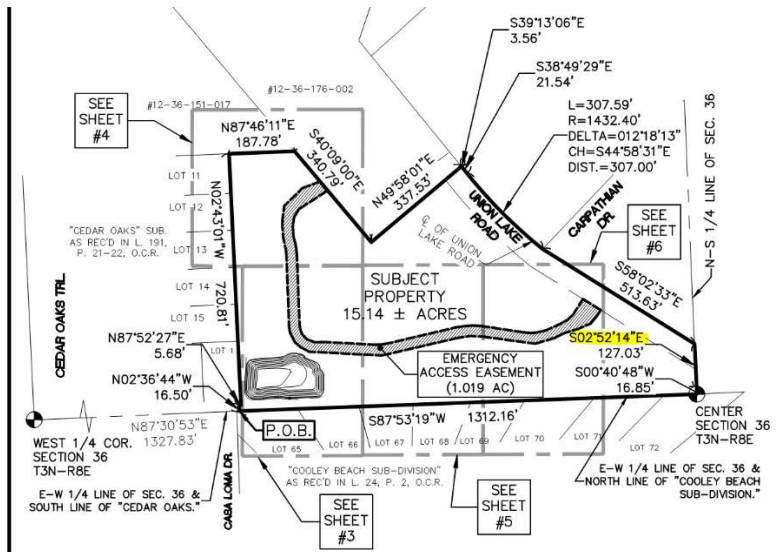 S39°13'06"E
3.56'
S38°49'29"E
21.54'
#12-36-176-002
#12-36-151-017
SEE
SHEET
#4
N87°46'11"E
187.78'
S40°09'00"E
340.79'
N49°58'01"E
337.53'
L=307.59'
R=1432.40'
DELTA=012°18'13"
CH=S44°58'31"E
DIST.=307.00'
N-S 1/4 LINE OF SEC. 36
UNION LAKE
ROAD
CARPATHIAN
DR.
℄ OF UNION
LAKE ROAD
SEE
SHEET
#6
LOT 11
LOT 12
LOT 13
LOT 14
LOT 15
LOT 1
"CEDAR OAKS" SUB.
AS REC'D IN L. 191,
P. 21-22, O.C.R.
N02°43'01"W
720.81'
CEDAR OAKS TRL.
SUBJECT
PROPERTY
15.14 ± ACRES
S58°02'33"E
513.63'
N87°52'27"E
5.68'
S02°52'14"E
127.03'
EMERGENCY
ACCESS EASEMENT
(1.019 AC)
S00°40'48"W
16.85'
N02°36'44"W
16.50'
N87°30'53"E
1327.83'
P.O.B.
S87°53'19"W 1312.16'
CENTER
SECTION 36
T3N-R8E
WEST 1/4 COR.
SECTION 36
T3N-R8E
LOT 65
LOT 66
LOT 67
LOT 68
LOT 69
LOT 70
LOT 71
LOT 72
E-W 1/4 LINE OF SEC. 36 &
SOUTH LINE OF "CEDAR OAKS."
CASA LOMA DR.
"COOLEY BEACH SUB-DIVISION"
AS REC'D IN L. 24, P. 2, O.C.R.
E-W 1/4 LINE OF SEC. 36 &
NORTH LINE OF "COOLEY BEACH
SUB-DIVISION."
SEE
SHEET
#3
SEE
SHEET
#5